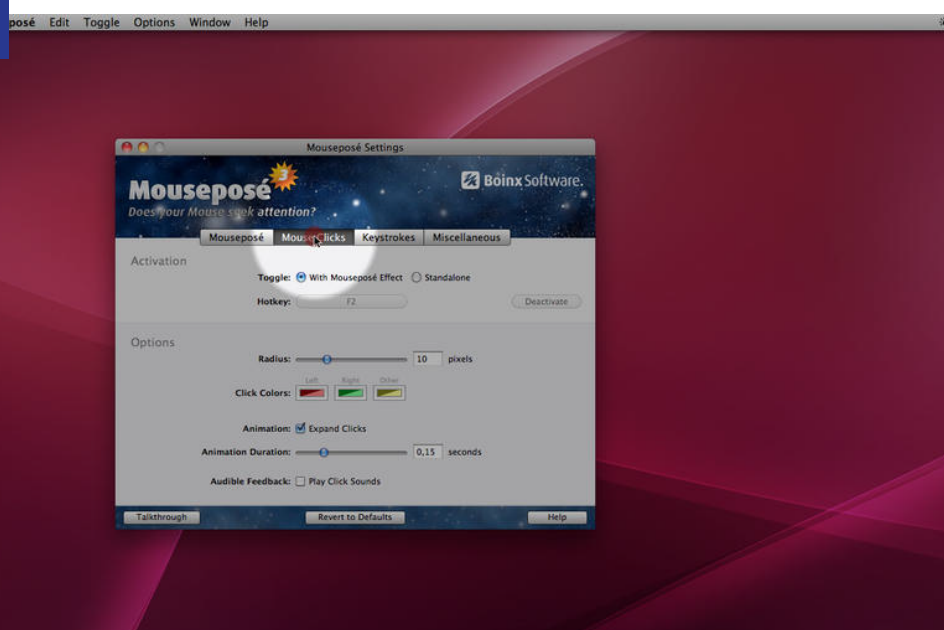 posé Edit Toggle Options Window Help
Mouseposé Settings
Mouseposé 3
Boinx Software.
Does your Mouse seek attention?
Mouseposé Mouse Clicks Keystrokes Miscellaneous
Activation
Toggle: With Mouseposé Effect Standalone
Hotkey: F2 Deactivate
Options
Radius: 10 pixels
Left Right Other
Click Colors:
Animation: Expand Clicks
Animation Duration: 0,15 seconds
Audible Feedback: Play Click Sounds
Talkthrough Revert to Defaults Help